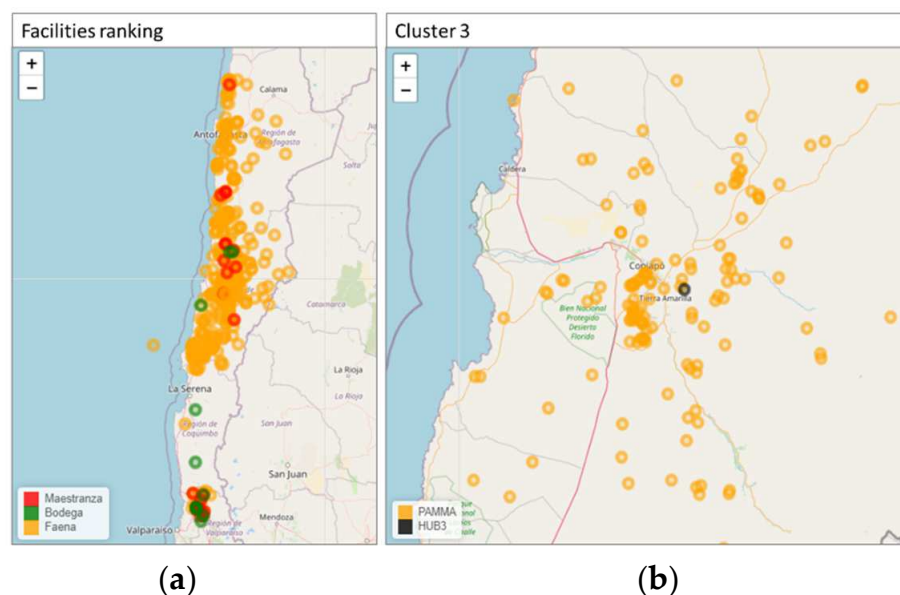 Facilities ranking
+
−
Calama
Antofagasta
Región de
Antofagasta
Salta
Catamarca
La Rioja
La Rioja
La Serena
Región de
Coquimbo
San Juan
San Juan
Mendoza
Valparaíso
Región de
Valparaíso
Maestranza
Bodega
Faena
(a)
Cluster 3
+
−
Caldera
Copiapó
Tierra Amarilla
Bien Nacional
Protegido
Desierto
Florido
PAMMA
HUB3
(b)